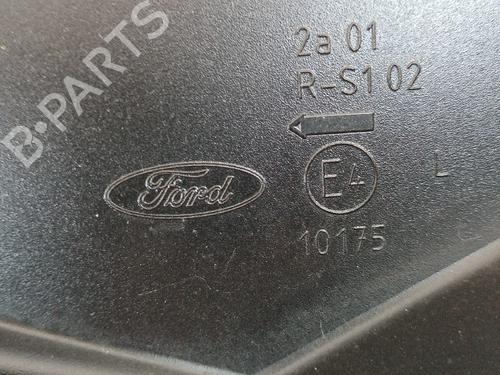 B-PARTS
2a 01
R-S1 02
Ford
E4
L
10175